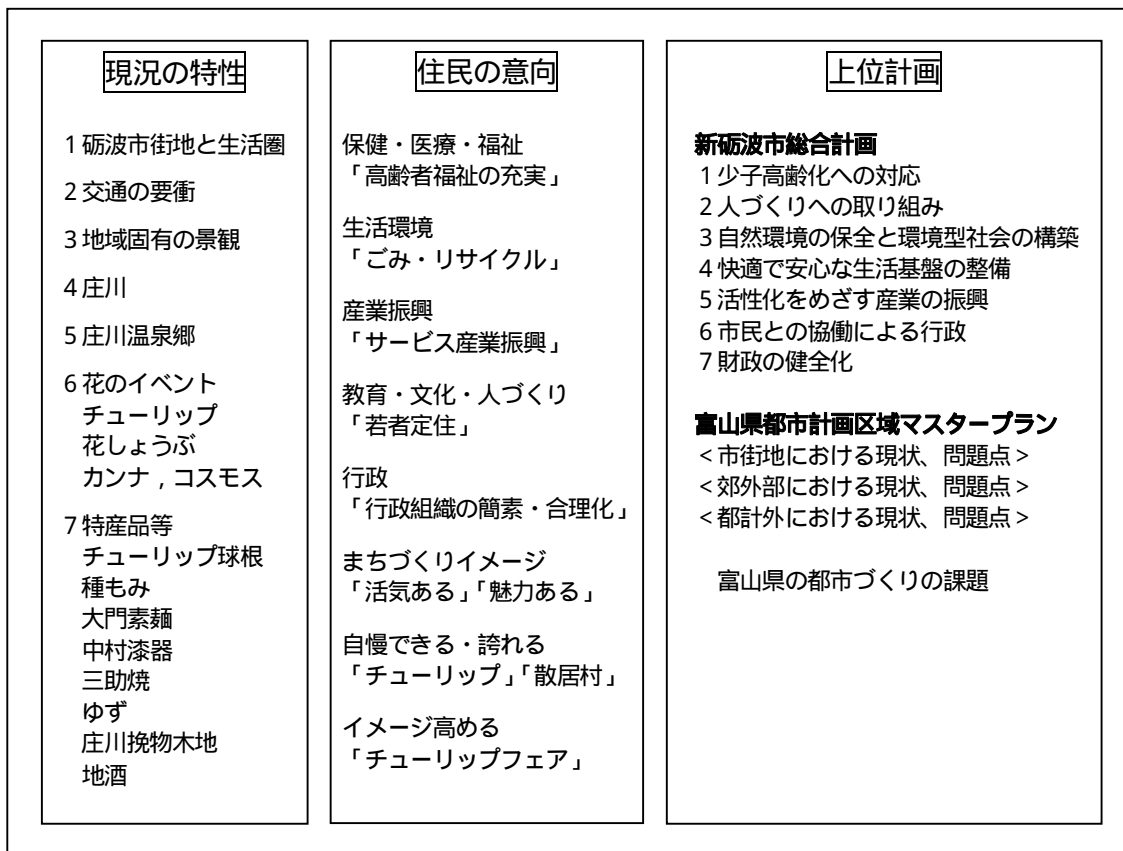 現況の特性
1 砺波市街地と生活圏
2 交通の要衝
3 地域固有の景観
4 庄川
5 庄川温泉郷
6 花のイベント
チューリップ
花しょうぶ
カンナ , コスモス
7 特産品等
チューリップ球根
種もみ
大門素麺
中村漆器
三助焼
ゆず
庄川挽物木地
地酒
住民の意向
保健・医療・福祉
「高齢者福祉の充実」
生活環境
「ごみ・リサイクル」
産業振興
「サービス産業振興」
教育・文化・人づくり
「若者定住」
行政
「行政組織の簡素・合理化」
まちづくりイメージ
「活気ある」「魅力ある」
自慢できる・誇れる
「チューリップ」「散居村」
イメージ高める
「チューリップフェア」
上位計画
新砺波市総合計画
1 少子高齢化への対応
2 人づくりへの取り組み
3 自然環境の保全と環境型社会の構築
4 快適で安心な生活基盤の整備
5 活性化をめざす産業の振興
6 市民との協働による行政
7 財政の健全化
富山県都市計画区域マスタープラン
<市街地における現状、問題点>
<郊外部における現状、問題点>
<都計外における現状、問題点>
富山県の都市づくりの課題